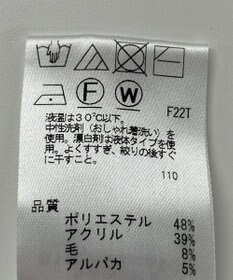 F W F22T
液温は30℃以下。
中性洗剤（おしゃれ着洗い）を
使用。漂白剤は液体タイプを使
用。よくすすぎ、絞りの後すぐ
に干すこと。
110
品質
ポリエステル 48%
アクリル 39%
毛 8%
アルパカ 5%